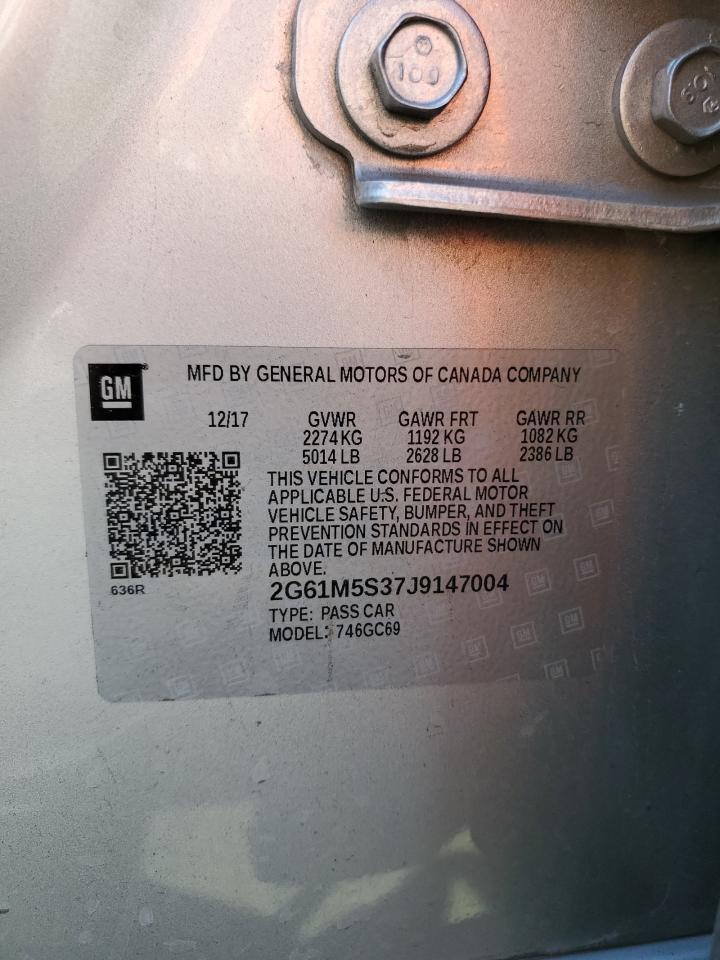 100
GM
MFD BY GENERAL MOTORS OF CANADA COMPANY
12/17 GVWR GAWR FRT GAWR RR
2274 KG 1192 KG 1082 KG
5014 LB 2628 LB 2386 LB
THIS VEHICLE CONFORMS TO ALL
APPLICABLE U.S. FEDERAL MOTOR
VEHICLE SAFETY, BUMPER, AND THEFT
PREVENTION STANDARDS IN EFFECT ON
THE DATE OF MANUFACTURE SHOWN
ABOVE.
636R
2G61M5S37J9147004
TYPE: PASS CAR
MODEL: 746GC69